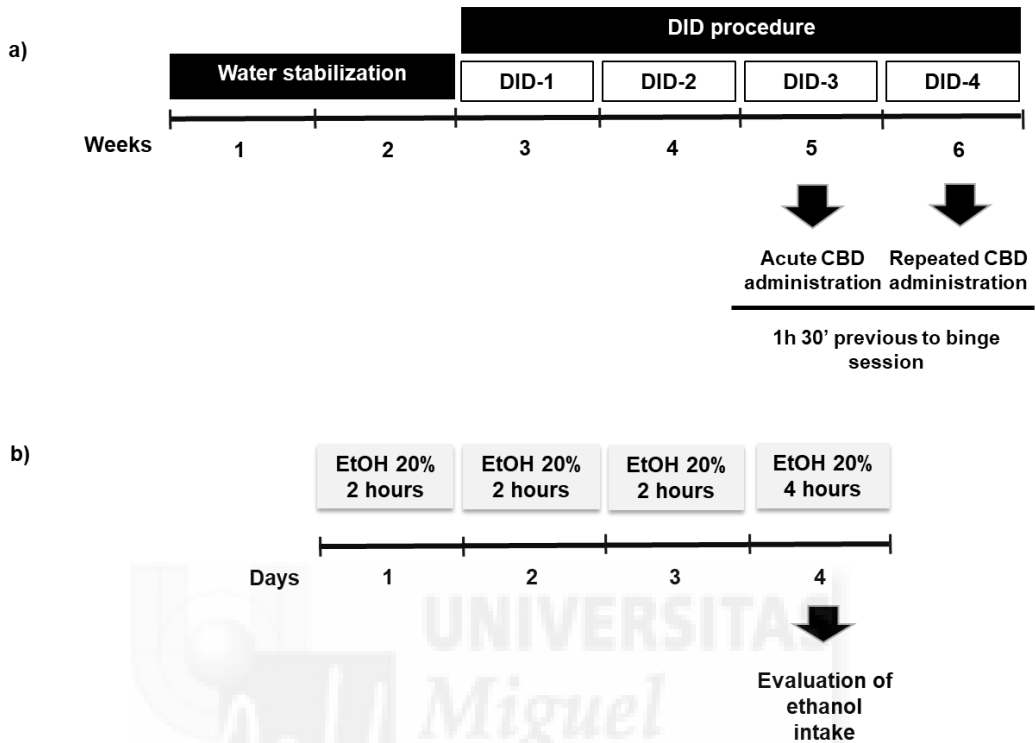 a)
DID procedure
Water stabilization
DID-1
DID-2
DID-3
DID-4
Weeks
1
2
3
4
5
6
Acute CBD
administration
Repeated CBD
administration
1h 30’ previous to binge
session
b)
EtOH 20%
2 hours
EtOH 20%
2 hours
EtOH 20%
2 hours
EtOH 20%
4 hours
Days
1
2
3
4
UNIVERSITAS
Miguel
Evaluation of
ethanol
intake